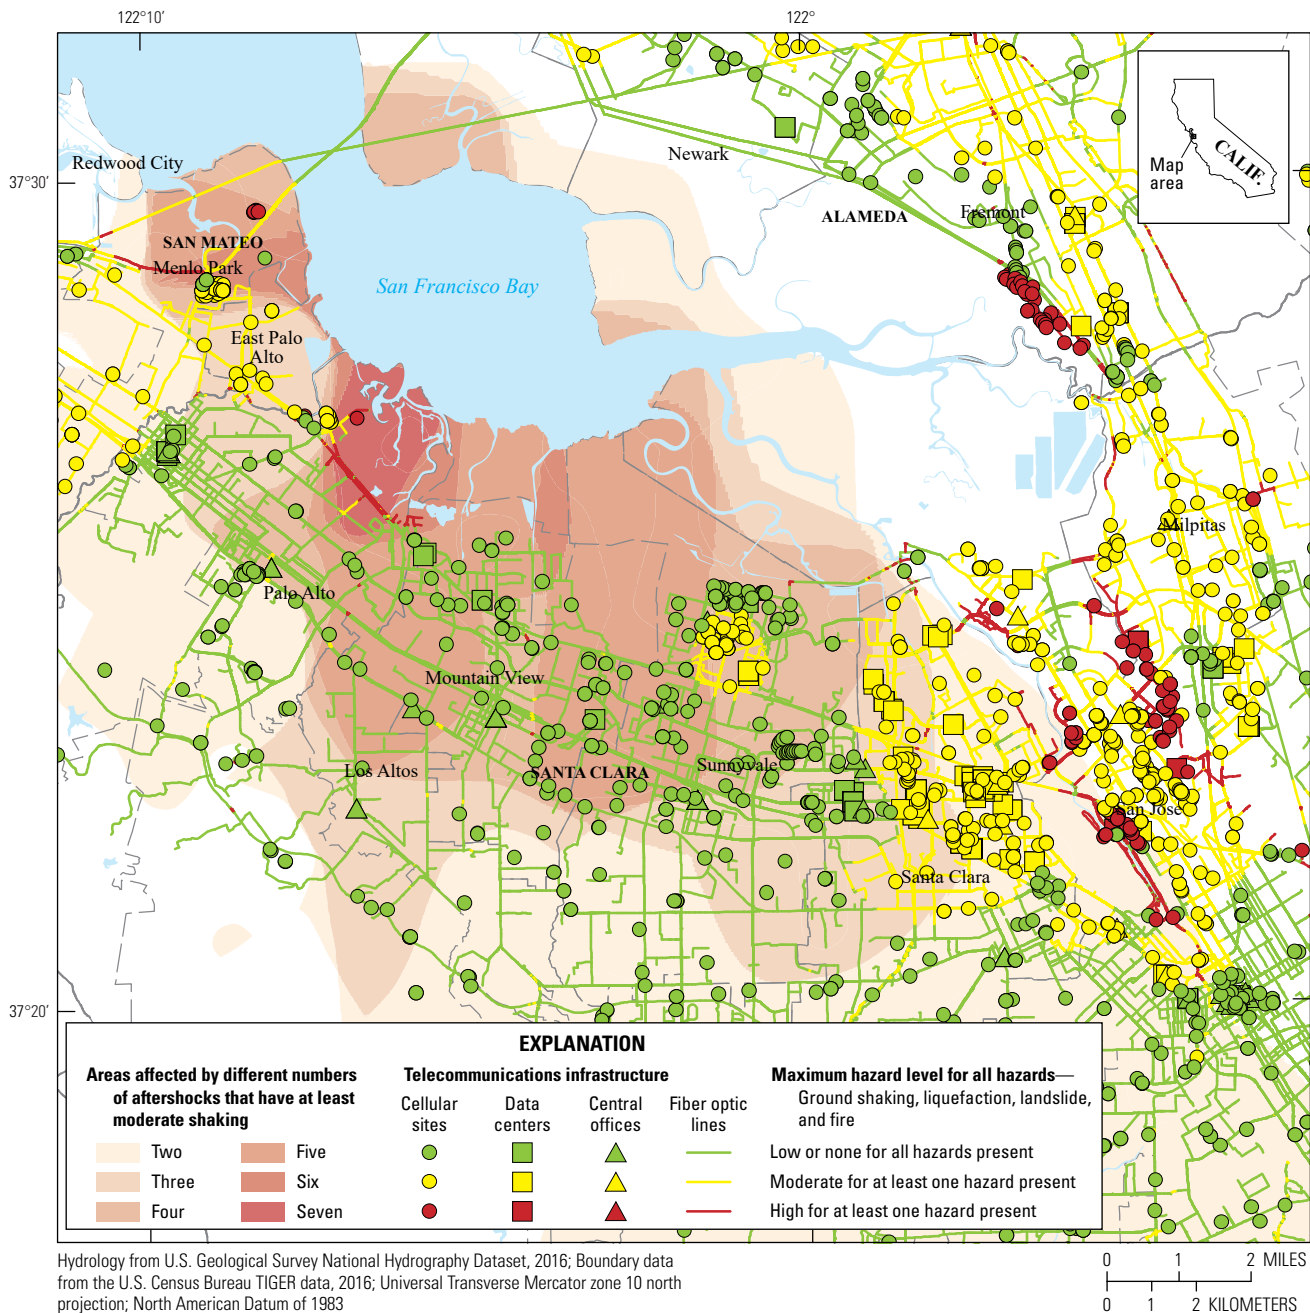 122°10′
122°
Redwood City
Newark
Map
area
CALIF.
37°30′
ALAMEDA
Fremont
SAN MATEO
Menlo Park
San Francisco Bay
East Palo
Alto
Milpitas
Palo Alto
Mountain View
Los Altos
SANTA CLARA
Sunnyvale
San Jose
Santa Clara
37°20′
EXPLANATION
Areas affected by different numbers
of aftershocks that have at least
moderate shaking
Two
Three
Four
Five
Six
Seven
Telecommunications infrastructure
Cellular
sites
Data
centers
Central
offices
Fiber optic
lines
Maximum hazard level for all hazards—
Ground shaking, liquefaction, landslide,
and fire
Low or none for all hazards present
Moderate for at least one hazard present
High for at least one hazard present
Hydrology from U.S. Geological Survey National Hydrography Dataset, 2016; Boundary data
from the U.S. Census Bureau TIGER data, 2016; Universal Transverse Mercator zone 10 north
projection; North American Datum of 1983
0 1 2 MILES
0 1 2 KILOMETERS